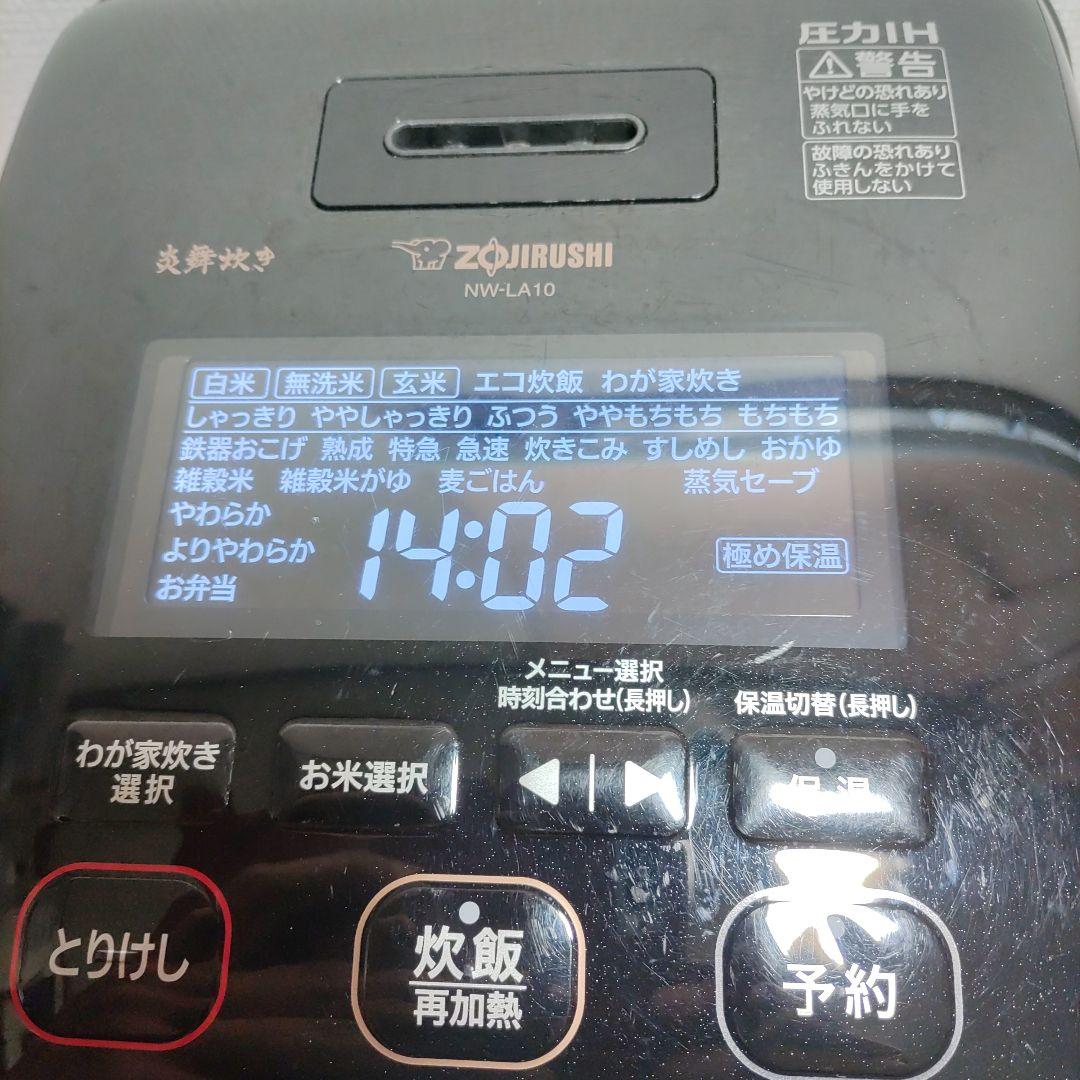 圧力IH
警告
やけどの恐れあり
蒸気口に手を
ふれない
故障の恐れあり
ふきんをかけて
使用しない
炎舞炊き
ZOJIRUSHI
NW-LA10
白米 無洗米 玄米 エコ炊飯 わが家炊き
しゃっきり ややしゃっきり ふつう ややもちもち もちもち
鉄器おこげ 熟成 特急 急速 炊きこみ すしめし おかゆ
雑穀米 雑穀米がゆ 麦ごはん 蒸気セーブ
やわらか
よりやわらか
お弁当
14:02
極め保温
メニュー選択
時刻合わせ(長押し)
保温切替(長押し)
わが家炊き
選択
お米選択
保温
とりけし
炊飯
再加熱
予約